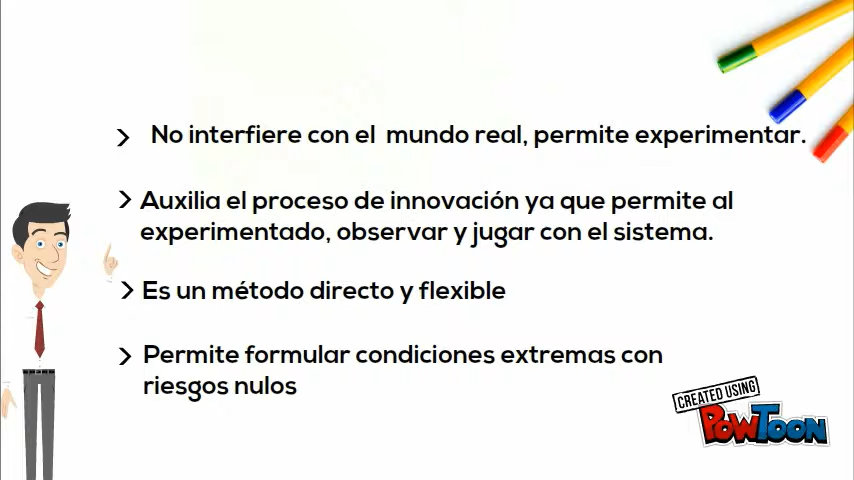 No interfiere con el mundo real, permite experimentar.
Auxilia el proceso de innovación ya que permite al
experimentado, observar y jugar con el sistema.
Es un método directo y flexible
Permite formular condiciones extremas con
riesgos nulos
CREATED USING
POWTOON